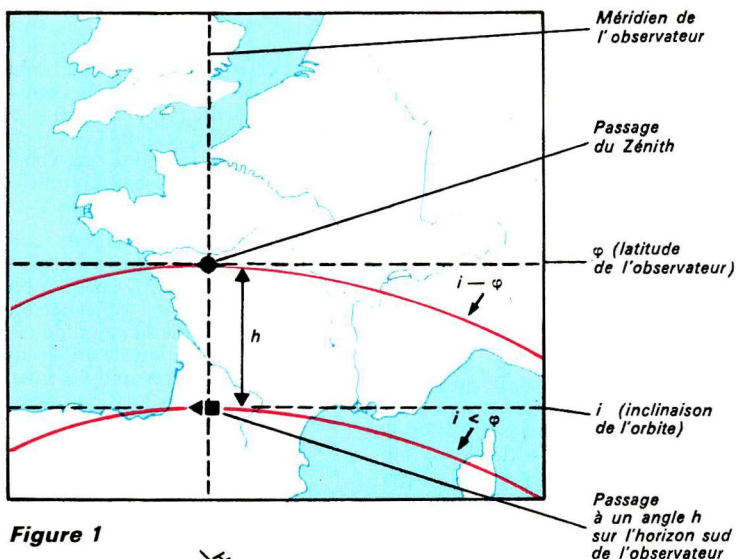 Méridien de
l'observateur
Passage
du Zénith
φ (latitude
de l'observateur)
i — φ
h
i < φ
i (inclinaison
de l'orbite)
Passage
à un angle h
sur l'horizon sud
de l'observateur
Figure 1